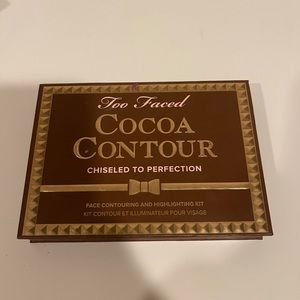 Too Faced
COCOA
CONTOUR
CHISELED TO PERFECTION
FACE CONTOURING AND HIGHLIGHTING KIT
KIT CONTOUR ET ILLUMINATEUR POUR VISAGE